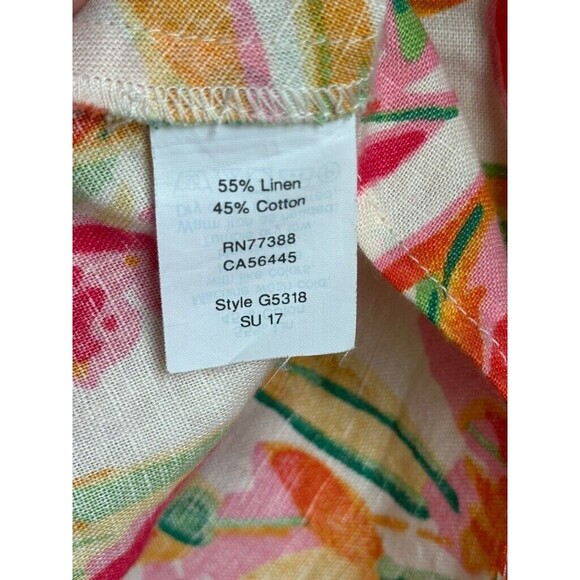 55% Linen
45% Cotton
RN77388
CA56445
Style G5318
SU 17